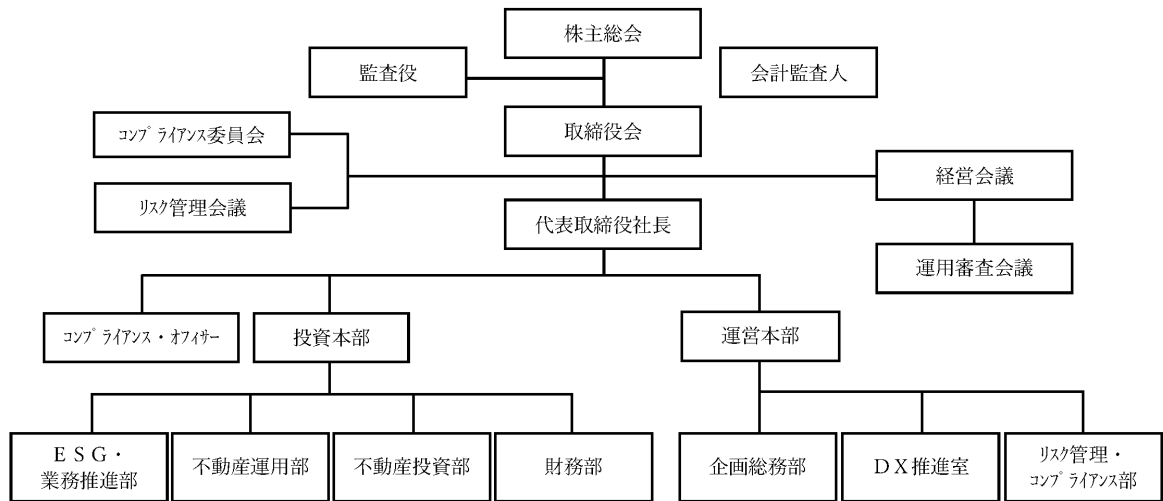 株主総会
監査役
会計監査人
取締役会
ｺﾝﾌﾟﾗｲｱﾝｽ委員会
経営会議
ﾘｽｸ管理会議
代表取締役社長
運用審査会議
ｺﾝﾌﾟﾗｲｱﾝｽ・ｵﾌｨｻｰ
投資本部
運営本部
ＥＳＧ・
業務推進部
不動産運用部
不動産投資部
財務部
企画総務部
ＤＸ推進室
ﾘｽｸ管理・
ｺﾝﾌﾟﾗｲｱﾝｽ部